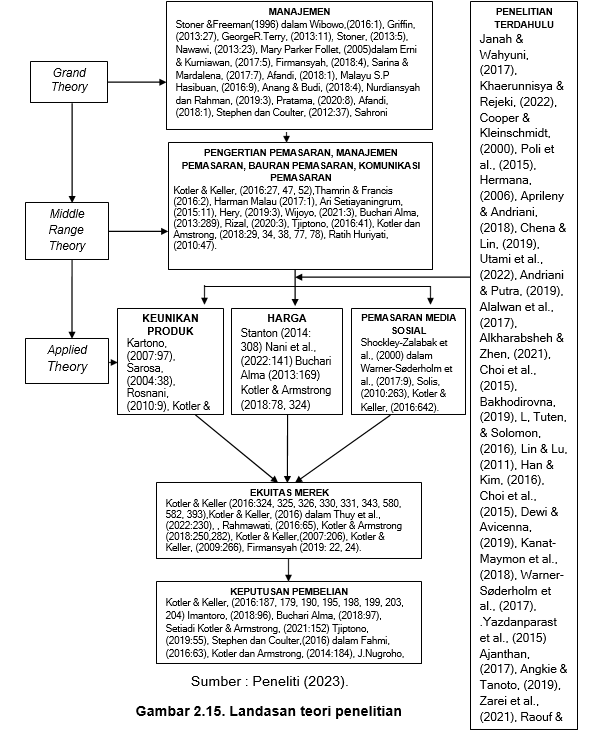 MANAJEMEN
Stoner &Freeman(1996) dalam Wibowo,(2016:1), Griffin,
(2013:27), GeorgeR.Terry, (2013:11), Stoner, (2013:5),
Nawawi, (2013:23), Mary Parker Follet, (2005)dalam Erni
& Kurniawan, (2017:5), Firmansyah, (2018:4), Sarina &
Mardalena, (2017:7), Afandi, (2018:1), Malayu S.P
Hasibuan, (2016:9), Anang & Budi, (2018:4), Nurdiansyah
dan Rahman, (2019:3), Pratama, (2020:8), Afandi,
(2018:1), Stephen dan Coulter, (2012:37), Sahroni
Grand
Theory
PENGERTIAN PEMASARAN, MANAJEMEN
PEMASARAN, BAURAN PEMASARAN, KOMUNIKASI
PEMASARAN
Kotler & Keller, (2016:27, 47, 52),Thamrin & Francis
(2016:2), Harman Malau (2017:1), Ari Setiayaningrum,
(2015:11), Hery, (2019:3), Wijoyo, (2021:3), Buchari Alma,
(2013:289), Rizal, (2020:3), Tjiptono, (2016:41), Kotler dan
Amstrong, (2018:29, 34, 38, 77, 78), Ratih Huriyati,
(2010:47).
Middle
Range
Theory
Applied
Theory
KEUNIKAN
PRODUK
Kartono,
(2007:97),
Sarosa,
(2004:38),
Rosnani,
(2010:9), Kotler &
HARGA
Stanton (2014:
308) Nani et al.,
(2022:141) Buchari
Alma (2013:169)
Kotler & Armstrong
(2018:78, 324)
PEMASARAN MEDIA
SOSIAL
Shockley-Zalabak et
al., (2000) dalam
Warner-Søderholm et
al., (2017:9), Solis,
(2010:263), Kotler &
Keller, (2016:642).
EKUITAS MEREK
Kotler & Keller (2016:324, 325, 326, 330, 331, 343, 580,
582, 393),Kotler & Keller, (2016) dalam Thuy et al.,
(2022:230), , Rahmawati, (2016:65), Kotler & Armstrong
(2018:250,282), Kotler & Keller,(2007:206), Kotler &
Keller, (2009:266), Firmansyah (2019: 22, 24).
KEPUTUSAN PEMBELIAN
Kotler & Keller, (2016:187, 179, 190, 195, 198, 199, 203,
204) Imantoro, (2018:96), Buchari Alma, (2018:97),
Setiadi Kotler & Armstrong, (2021:152) Tjiptono,
(2019:55), Stephen dan Coulter,(2016) dalam Fahmi,
(2016:63), Kotler dan Armstrong, (2014:184), J.Nugroho,
PENELITIAN
TERDAHULU
Janah &
Wahyuni,
(2017),
Khaerunnisya &
Rejeki, (2022),
Cooper &
Kleinschmidt,
(2000), Poli et
al., (2015),
Hermana,
(2006), Aprileny
& Andriani,
(2018), Chena &
Lin, (2019),
Utami et al.,
(2022), Andriani
& Putra, (2019),
Alalwan et al.,
(2017),
Alkharabsheh &
Zhen, (2021),
Choi et al.,
(2015),
Bakhodirovna,
(2019), L, Tuten,
& Solomon,
(2016), Lin & Lu,
(2011), Han &
Kim, (2016),
Choi et al.,
(2015), Dewi &
Avicenna,
(2019), Kanat-
Maymon et al.,
(2018), Warner-
Søderholm et
al., (2017),
.Yazdanparast
et al., (2015)
Ajanthan,
(2017), Angkie &
Tanoto, (2019),
Zarei et al.,
(2021), Raouf &
Sumber : Peneliti (2023).
Gambar 2.15. Landasan teori penelitian